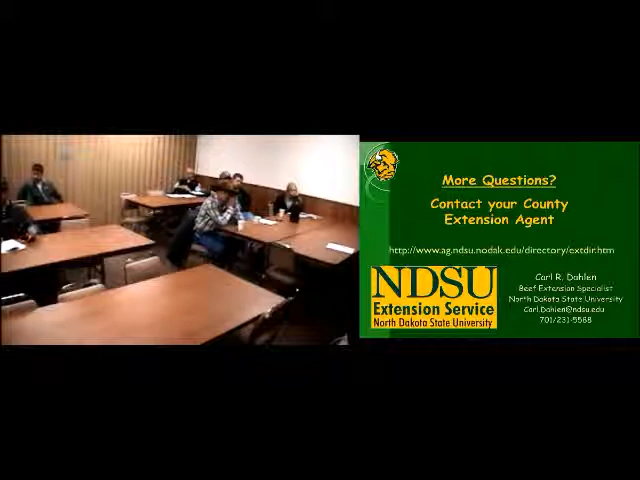 More Questions?
Contact your County
Extension Agent
http://www.ag.ndsu.nodak.edu/directory/extdir.htm
NDSU
Extension Service
North Dakota State University
Carl R. Dahlen
Beef Extension Specialist
North Dakota State University
Carl.Dahlen@ndsu.edu
701/231-5588